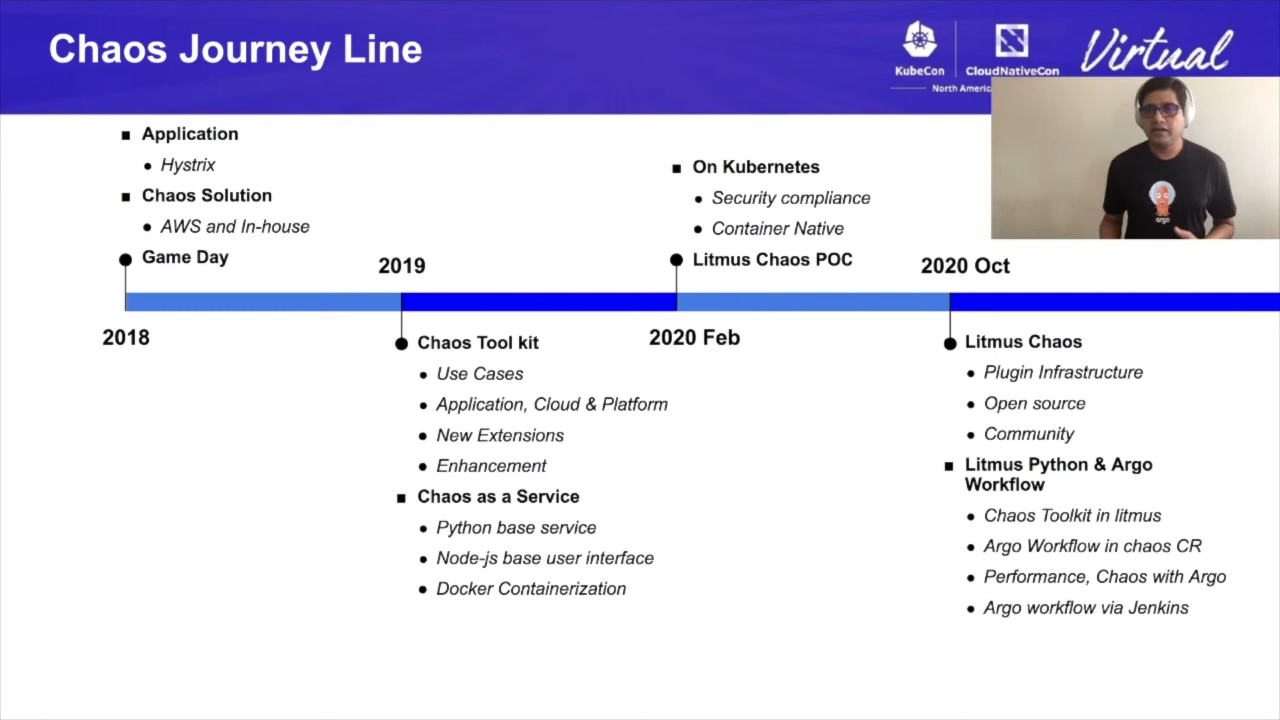 Chaos Journey Line
KubeCon
CloudNativeCon
Virtual
North America
Application
Hystrix
Chaos Solution
AWS and In-house
Game Day
2018
2019
Chaos Tool kit
Use Cases
Application, Cloud & Platform
New Extensions
Enhancement
Chaos as a Service
Python base service
Node-js base user interface
Docker Containerization
On Kubernetes
Security compliance
Container Native
Litmus Chaos POC
2020 Feb
2020 Oct
Litmus Chaos
Plugin Infrastructure
Open source
Community
Litmus Python & Argo
Workflow
Chaos Toolkit in litmus
Argo Workflow in chaos CR
Performance, Chaos with Argo
Argo workflow via Jenkins
argo